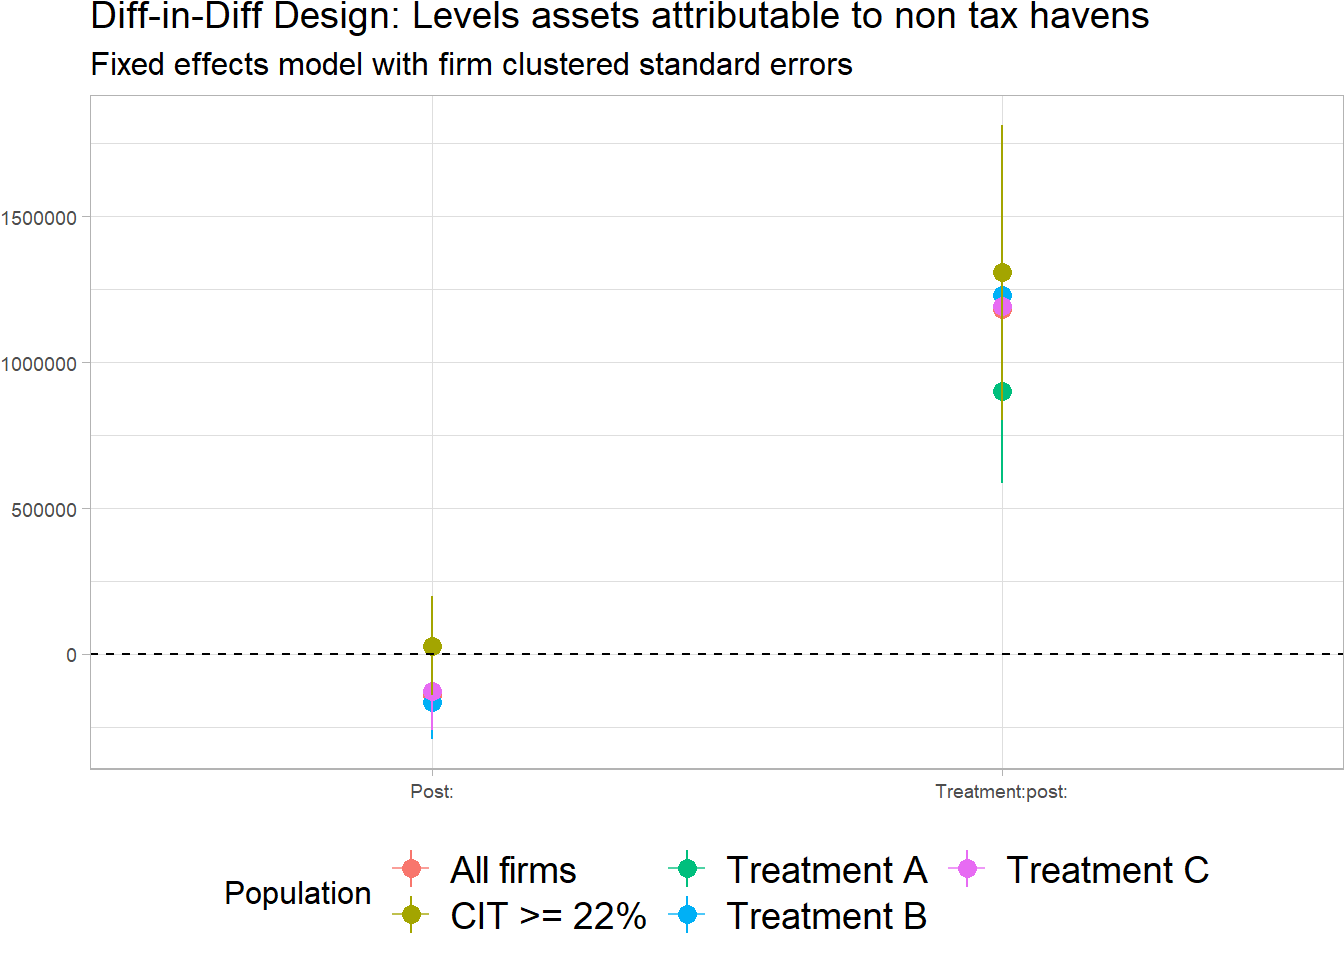 Diff-in-Diff Design: Levels assets attributable to non tax havens
Fixed effects model with firm clustered standard errors
1500000
1000000
500000
0
Post:
Treatment:post:
Population
All firms
Treatment A
Treatment C
CIT >= 22%
Treatment B